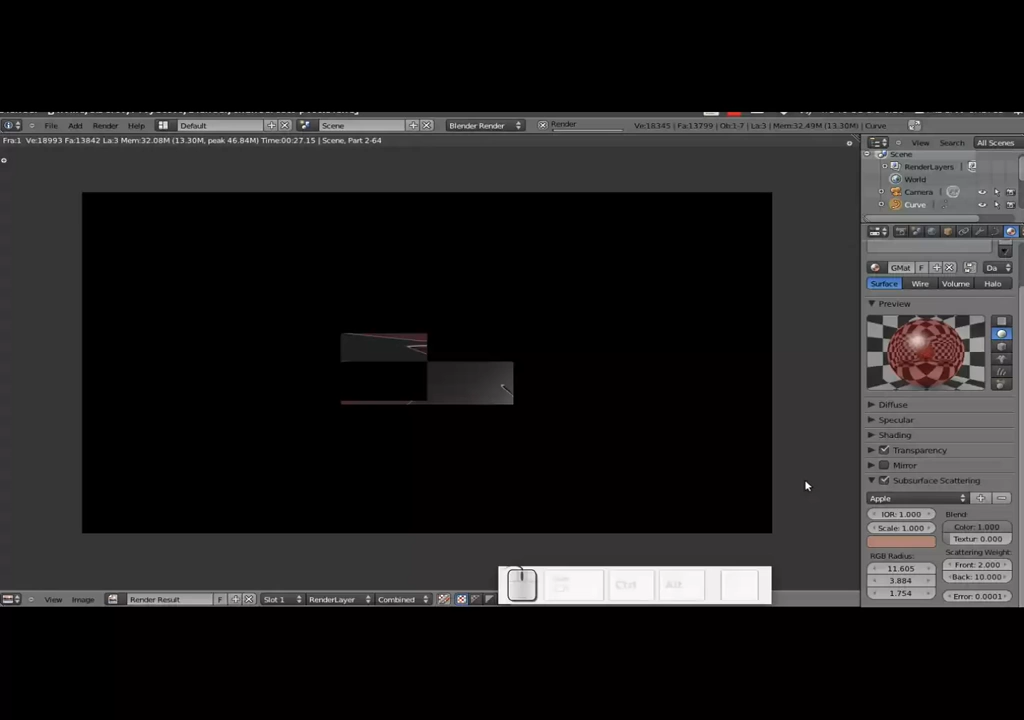 File Add Render Help Default Scene Blender Render Render Ve:18345 | Fa:13799 | Ob:1-7 | La:3 | Mem:32.49M (13.30M) | Curve
Fra:1 Ve:18993 Fa:13842 La:3 Mem:32.08M (13.30M, peak 46.84M) Time:00:27.15 | Scene, Part 2-64
View Search All Scenes
Scene
RenderLayers
World
Camera
Curve
GMat F Da
Surface Wire Volume Halo
Preview
Diffuse
Specular
Shading
Transparency
Mirror
Subsurface Scattering
Apple
IOR: 1.000 Blend:
Scale: 1.000 Color: 1.000
Textur: 0.000
RGB Radius: Scattering Weight:
11.605 Front: 2.000
3.884 Back: 10.000
1.754 Error: 0.0001
Ctrl Alt
View Image Render Result F Slot 1 RenderLayer Combined